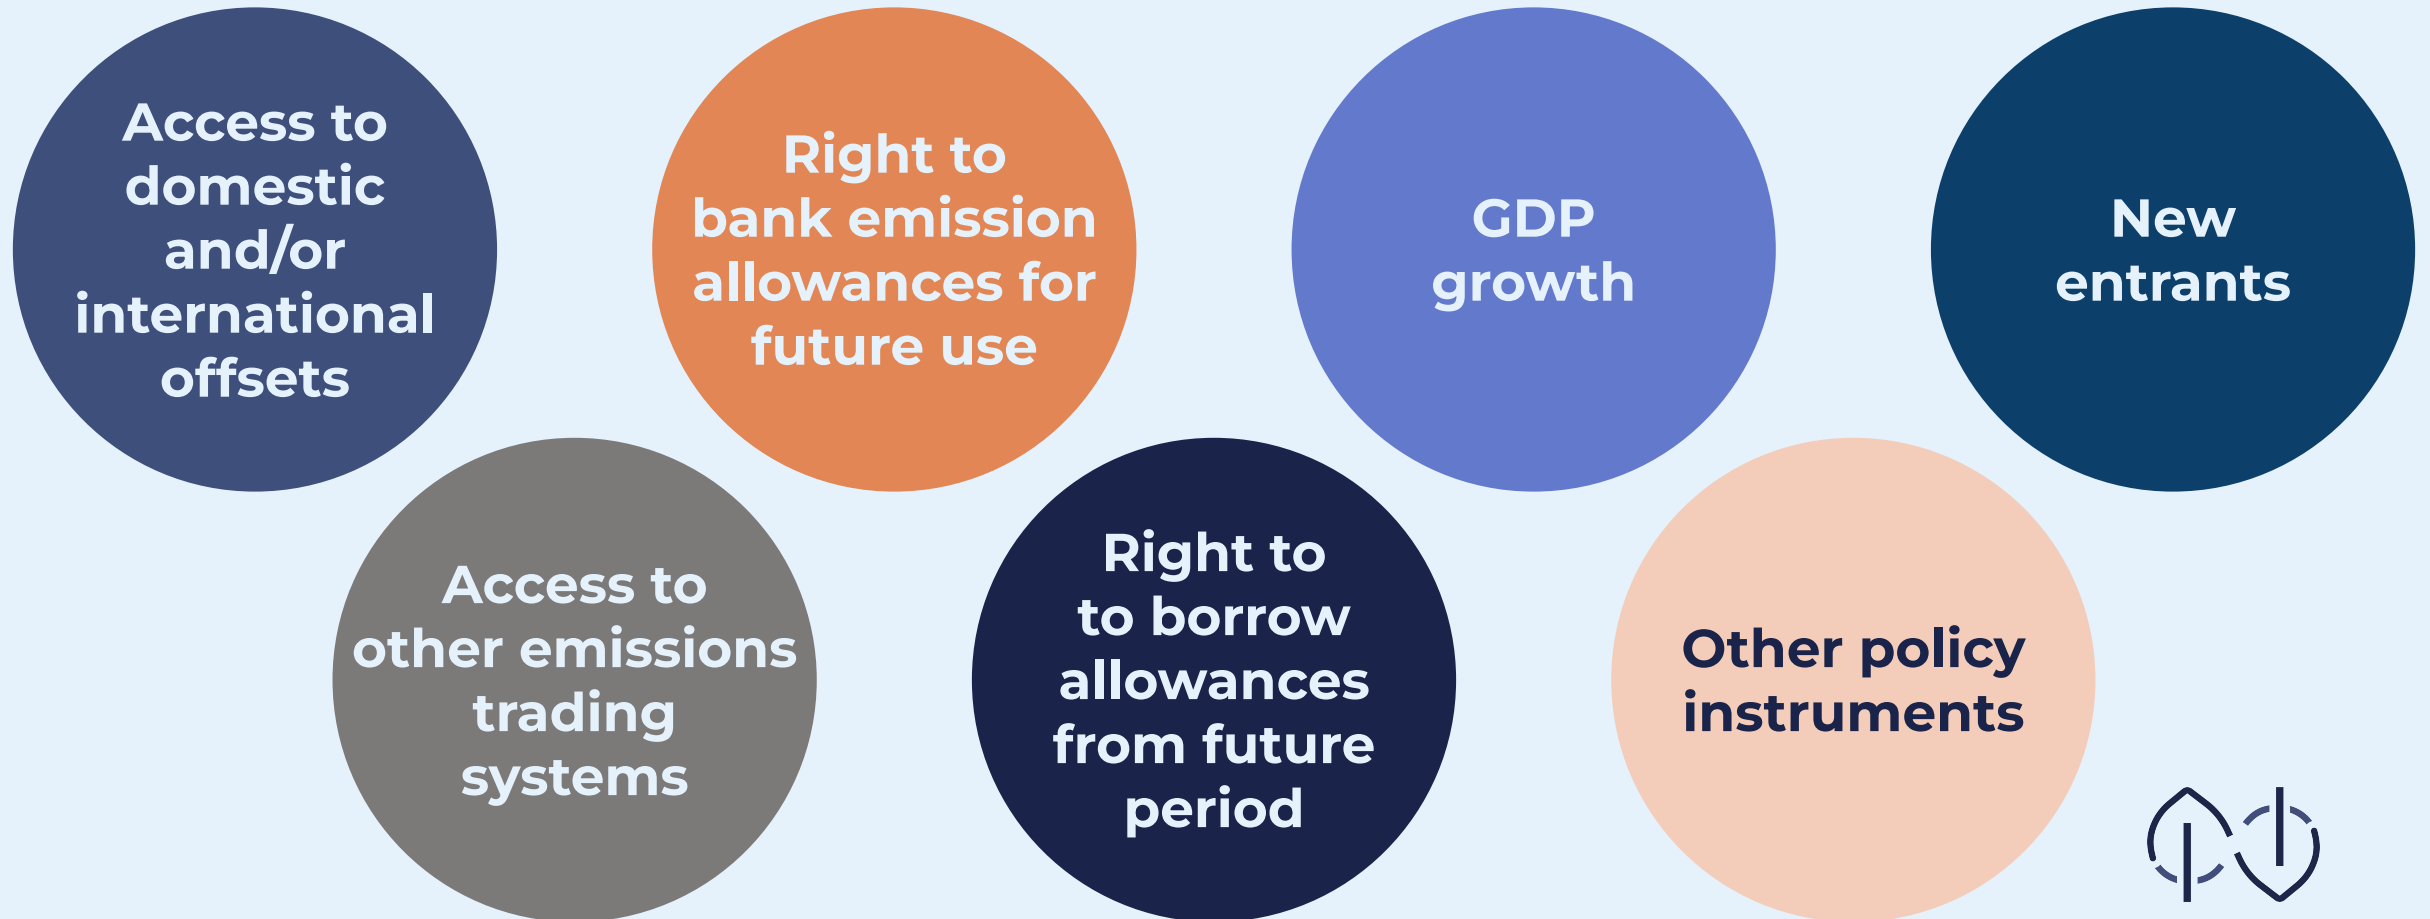 Access to
domestic
and/or
international
offsets
Right to
bank emission
allowances for
future use
GDP
growth
New
entrants
Access to
other emissions
trading
systems
Right to
to borrow
allowances
from future
period
Other policy
instruments